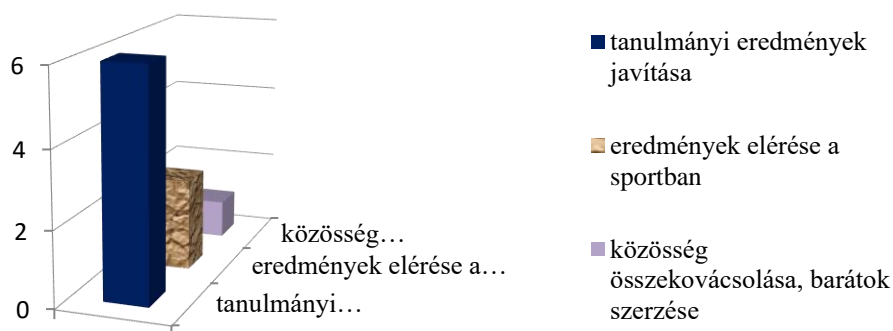 6
4
2
0
közösség…
eredmények elérése a…
tanulmányi…
tanulmányi eredmények
javítása
eredmények elérése a
sportban
közösség
összekovácsolása, barátok
szerzése